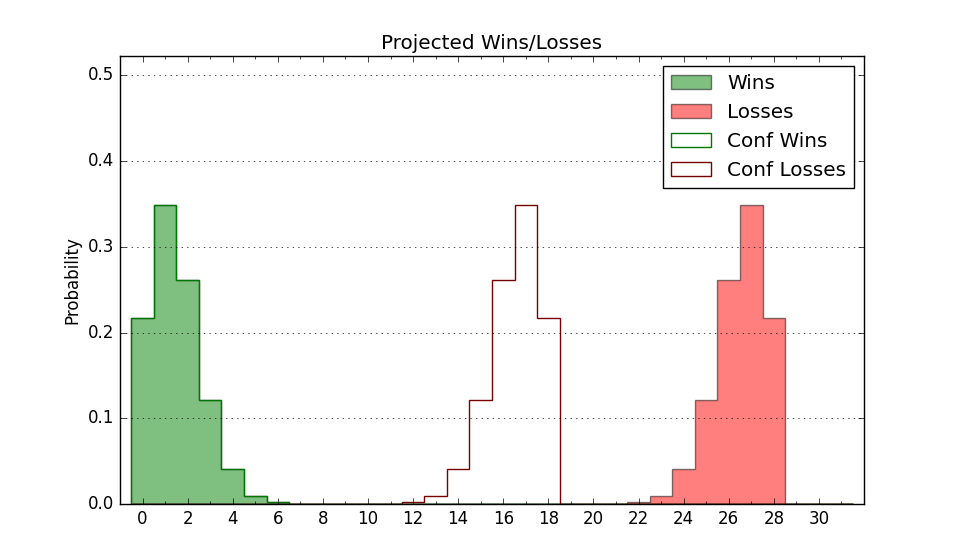 Projected Wins/Losses
Wins
Losses
Conf Wins
Conf Losses
Probability
0.5
0.4
0.3
0.2
0.1
0.0
0 2 4 6 8 10 12 14 16 18 20 22 24 26 28 30